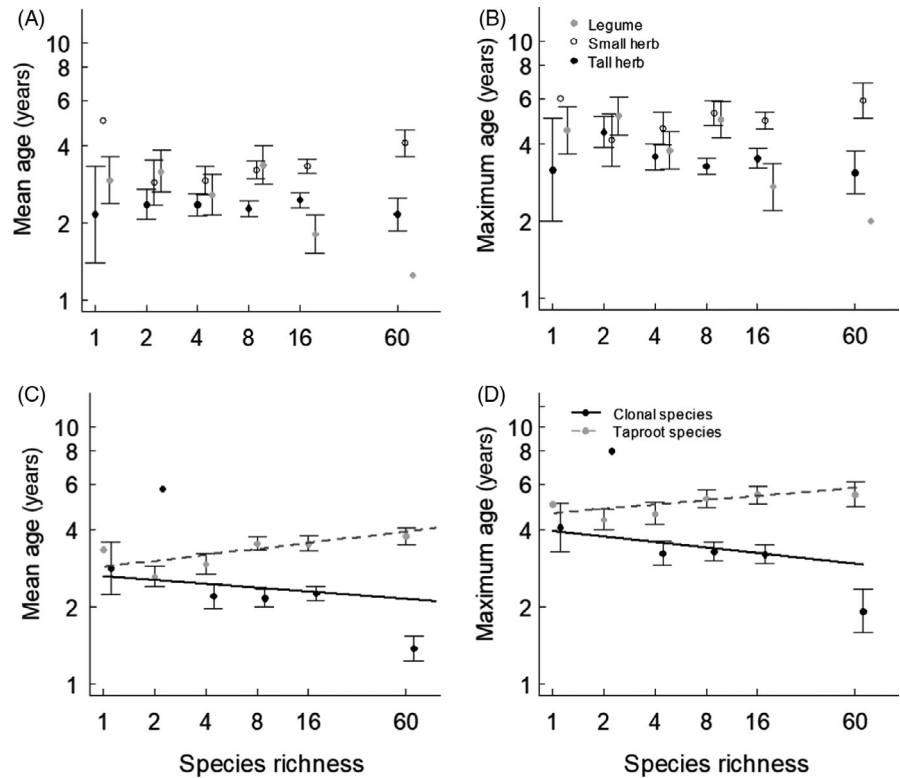 (A)
Mean age (years)
10
8
6
4
2
1
1 2 4 8 16 60
(B)
Maximum age (years)
10
8
6
4
2
1
Legume
Small herb
Tall herb
1 2 4 8 16 60
(C)
Mean age (years)
10
8
6
4
2
1
1 2 4 8 16 60
Species richness
(D)
Maximum age (years)
10
8
6
4
2
1
Clonal species
Taproot species
1 2 4 8 16 60
Species richness